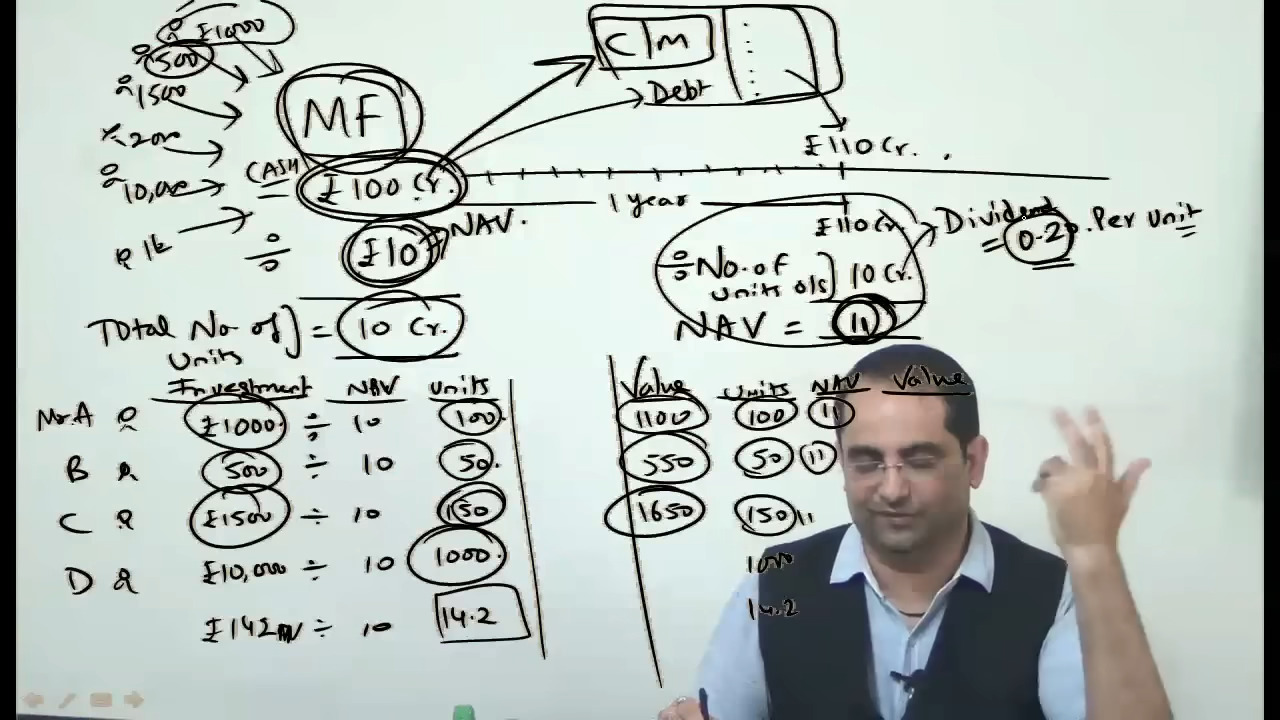 ₤1000
500
1500
200
10,000
1k
MF
CASH
₤100 Cr.
÷ ₤10 NAV.
Total No of Units = 10 Cr.
C | M
Debt
₤110 Cr.
1 year
₤110 Cr.
÷ No. of units o/s 10 Cr.
NAV = 11
Dividend = 0.20 Per Unit
Investment NAV Units
Mr. A ₤1000 ÷ 10 100
B 500 ÷ 10 50
C ₤1500 ÷ 10 150
D ₤10,000 ÷ 10 1000
÷ 10 14.2
Value Units NAV Value
1100 100 11
550 50 11
1650 150 11
1000
14.2